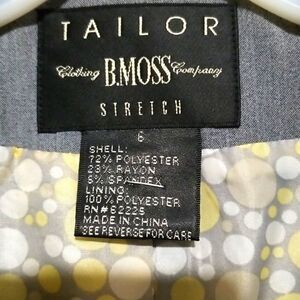 TAILOR
Clothing B.MOSS Company
STRETCH
6
SHELL:
72% POLYESTER
23% RAYON
5% SPANDEX
LINING:
100% POLYESTER
RN# 62225
MADE IN CHINA
SEE REVERSE FOR CARE